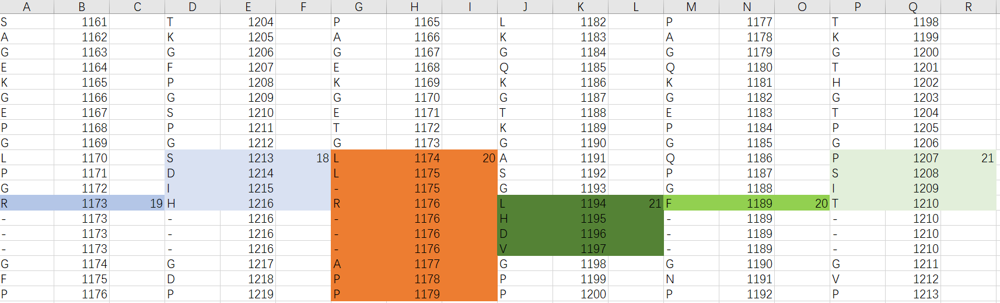 A B C D E F G H I J K L M N O P Q R
S 1161 T 1204 P 1165 L 1182 P 1177 T 1198
A 1162 K 1205 A 1166 K 1183 A 1178 K 1199
G 1163 G 1206 G 1167 G 1184 G 1179 G 1200
E 1164 F 1207 E 1168 Q 1185 Q 1180 T 1201
K 1165 P 1208 K 1169 K 1186 K 1181 H 1202
G 1166 G 1209 G 1170 G 1187 G 1182 G 1203
E 1167 S 1210 E 1171 T 1188 E 1183 T 1204
P 1168 P 1211 T 1172 K 1189 P 1184 P 1205
G 1169 G 1212 G 1173 G 1190 G 1185 G 1206
L 1170 S 1213 18 L 1174 20 A 1191 Q 1186 P 1207 21
P 1171 D 1214 L 1175 S 1192 P 1187 S 1208
G 1172 I 1215 - 1175 G 1193 G 1188 I 1209
R 1173 19 H 1216 R 1176 L 1194 21 F 1189 20 T 1210
- 1173 - 1216 - 1176 H 1195 - 1189 - 1210
- 1173 - 1216 - 1176 D 1196 - 1189 - 1210
- 1173 - 1216 - 1176 V 1197 - 1189 - 1210
G 1174 G 1217 A 1177 G 1198 G 1190 G 1211
F 1175 D 1218 P 1178 P 1199 N 1191 V 1212
P 1176 P 1219 P 1179 P 1200 P 1192 P 1213